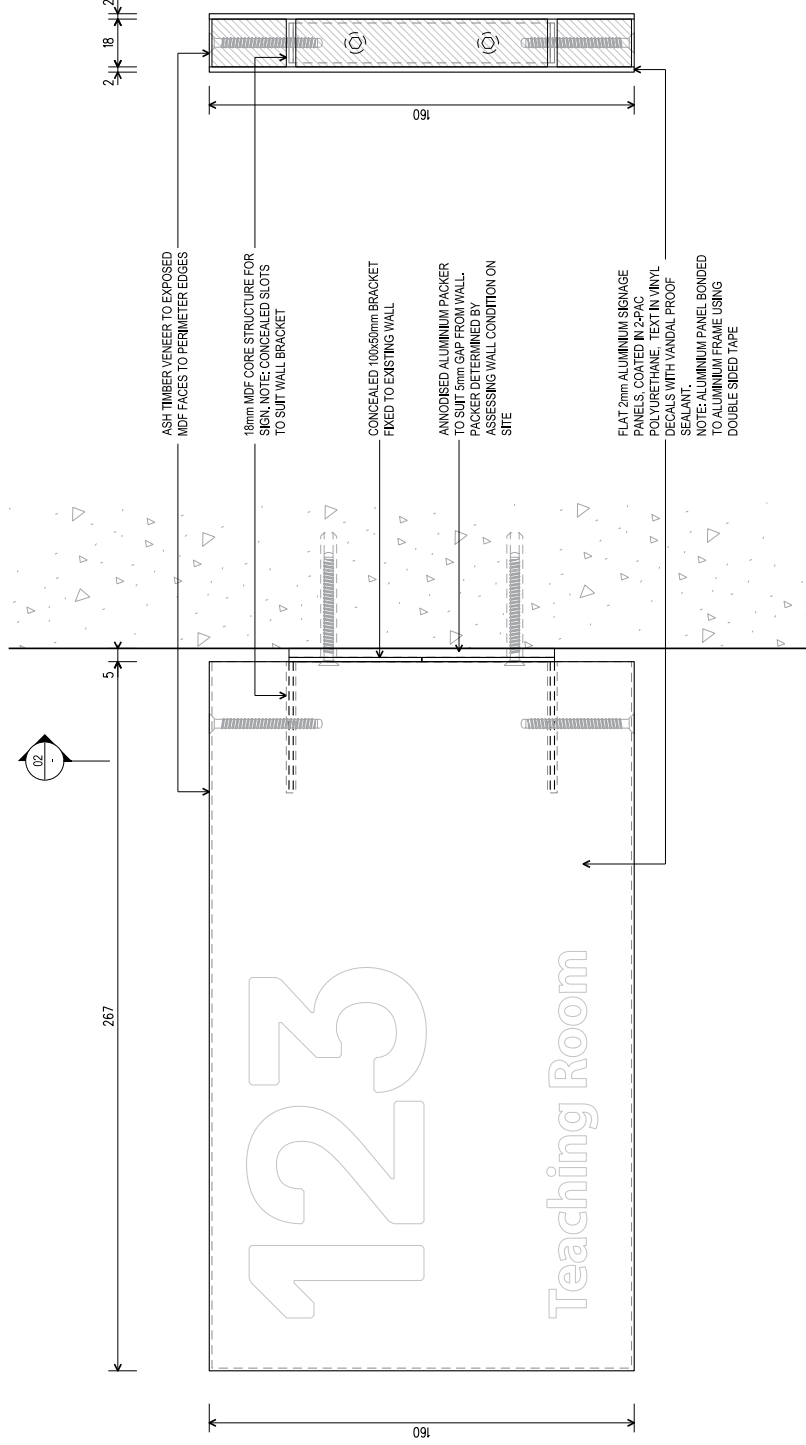 02
-
267
5
160
123
Teaching Room
ASH TIMBER VENEER TO EXPOSED
MDF FACES TO PERIMETER EDGES
18mm MDF CORE STRUCTURE FOR
SIGN. NOTE: CONCEALED SLOTS
TO SUIT WALL BRACKET
CONCEALED 100x50mm BRACKET
FIXED TO EXISTING WALL
ANNODISED ALUMINIUM PACKER
TO SUIT 5mm GAP FROM WALL.
PACKER DETERMINED BY
ASSESSING WALL CONDITION ON
SITE
FLAT 2mm ALUMINIUM SIGNAGE
PANELS, COATED IN 2-PAC
POLYURETHANE, TEXT IN VINYL
DECALS WITH VANDAL PROOF
SEALANT.
NOTE: ALUMINIUM PANEL BONDED
TO ALUMINIUM FRAME USING
DOUBLE SIDED TAPE
2
18
2
160